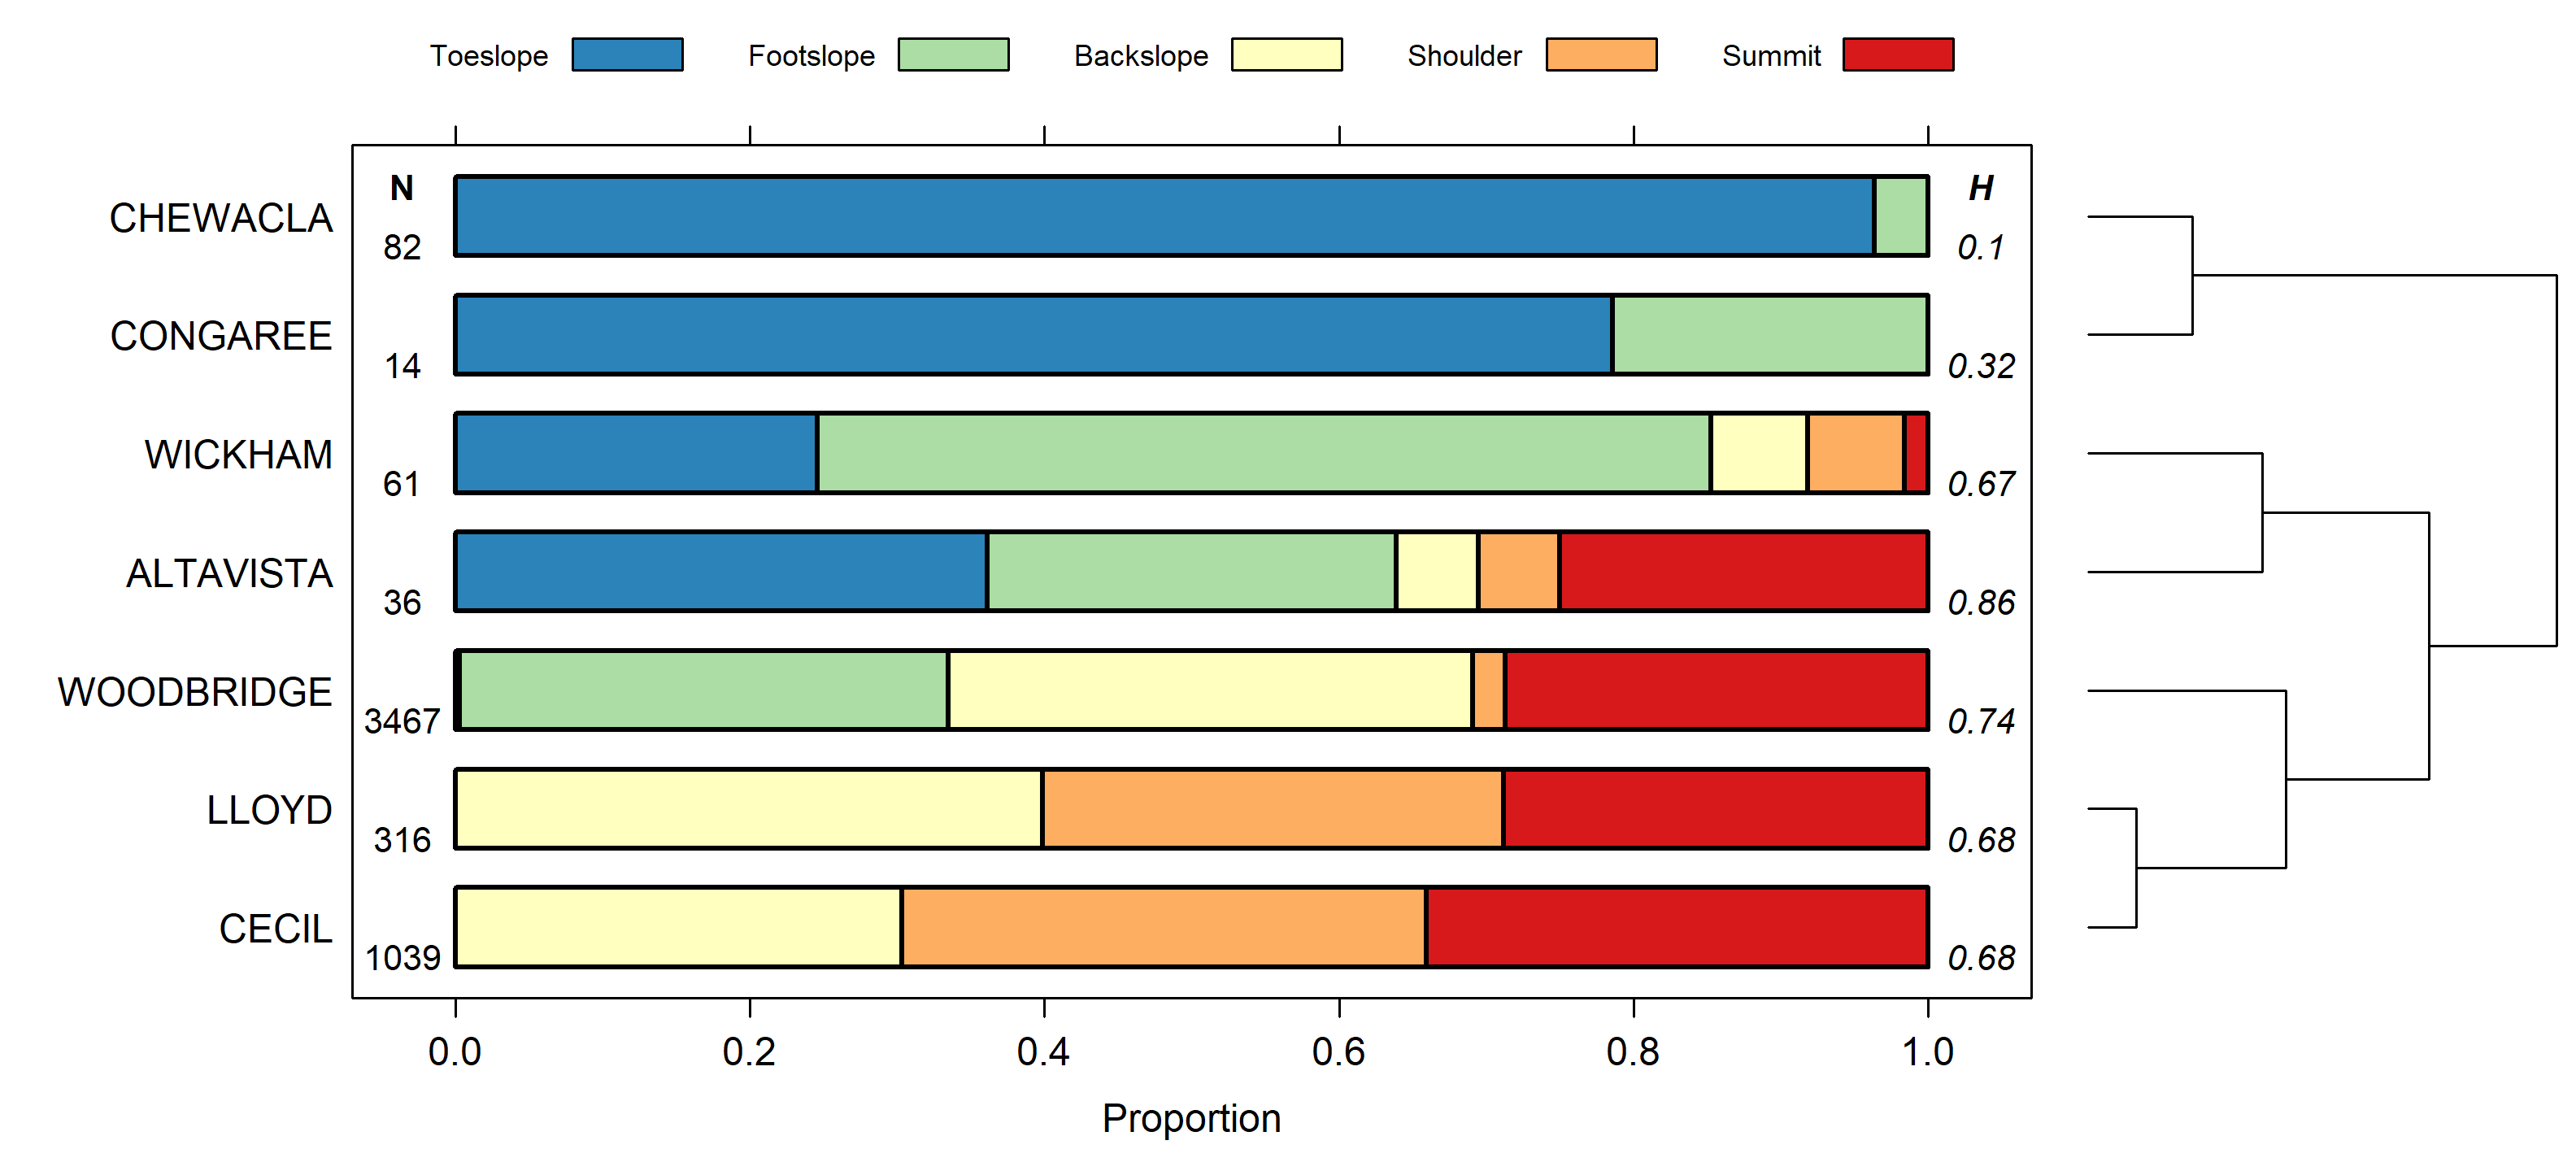 Toeslope Footslope Backslope Shoulder Summit
N H
CHEWACLA 82 0.1
CONGAREE 14 0.32
WICKHAM 61 0.67
ALTAVISTA 36 0.86
WOODBRIDGE 3467 0.74
LLOYD 316 0.68
CECIL 1039 0.68
0.0 0.2 0.4 0.6 0.8 1.0
Proportion